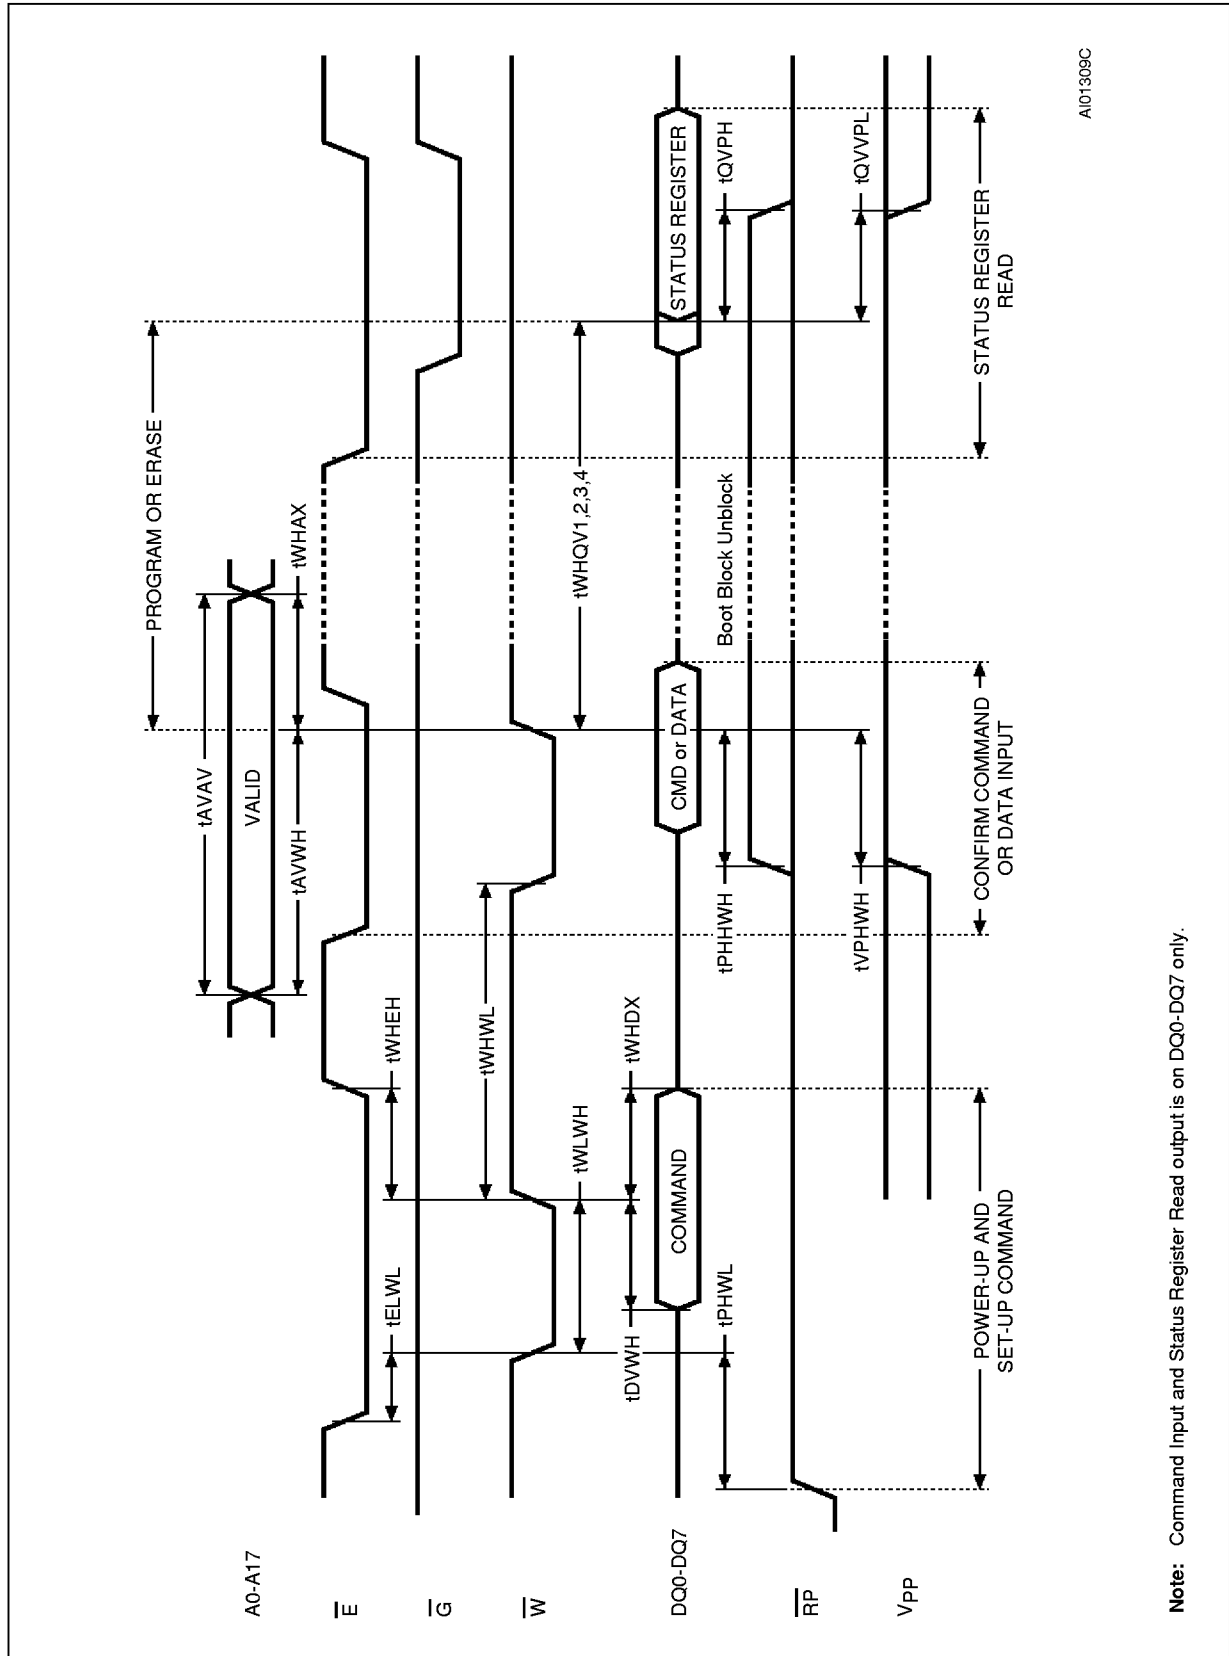 PROGRAM OR ERASE
tAVAV
A0-A17
VALID
tAVWH
tWHAX
E
tELWL
tWHEH
G
tWHWL
W
tWLWH
tWHQV1,2,3,4
tDVWH
tWHDX
DQ0-DQ7
COMMAND
CMD or DATA
STATUS REGISTER
tPHWL
tPHHWH
Boot Block Unblock
tQVPH
RP
tVPHWH
tQVVPL
VPP
POWER-UP AND
SET-UP COMMAND
CONFIRM COMMAND
OR DATA INPUT
STATUS REGISTER
READ
AI01309C
Note: Command Input and Status Register Read output is on DQ0-DQ7 only.